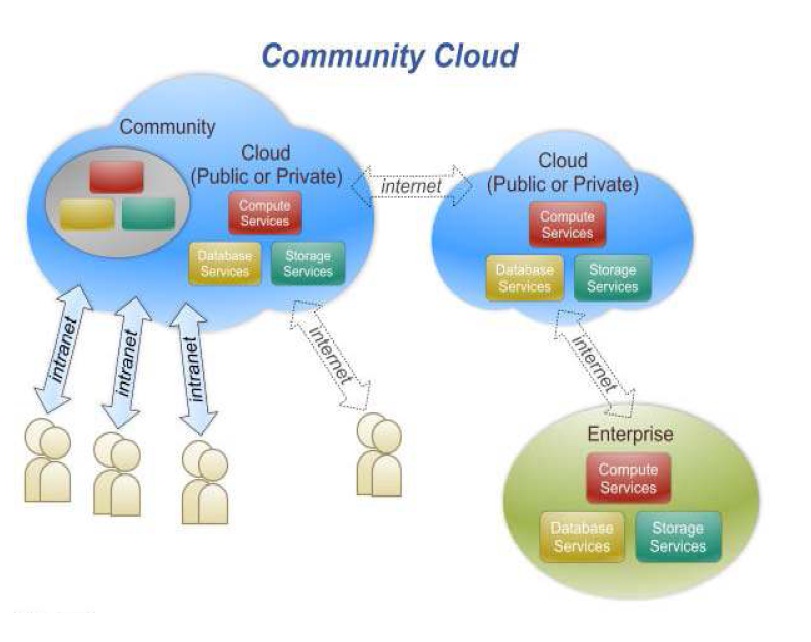 Community Cloud
Community
Cloud
(Public or Private)
Compute
Services
Database
Services
Storage
Services
internet
Cloud
(Public or Private)
Compute
Services
Database
Services
Storage
Services
intranet
intranet
intranet
internet
internet
Enterprise
Compute
Services
Database
Services
Storage
Services